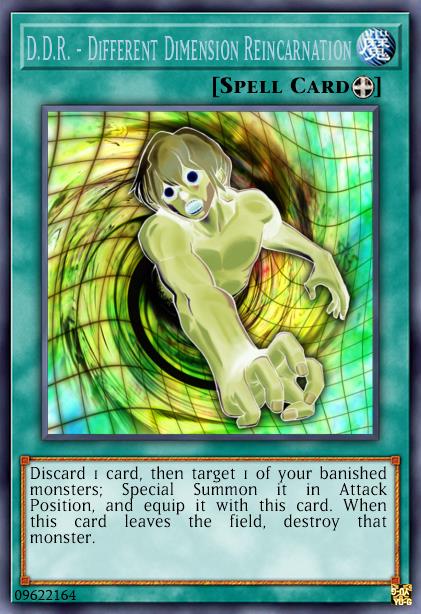 D.D.R. - Different Dimension Reincarnation 魔
[Spell Card]
Discard 1 card, then target 1 of your banished
monsters; Special Summon it in Attack
Position, and equip it with this card. When
this card leaves the field, destroy that
monster.
09622164